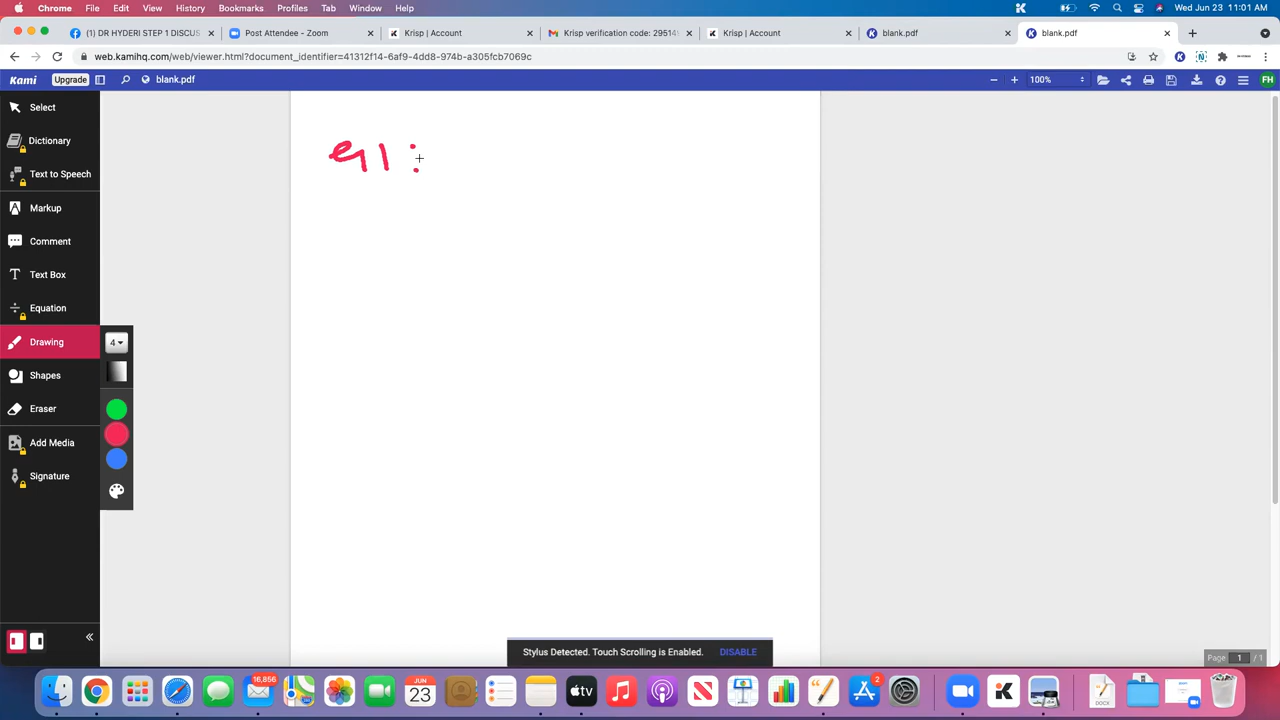 Chrome File Edit View History Bookmarks Profiles Tab Window Help Wed Jun 23 11:01 AM
(1) DR HYDERI STEP 1 DISCUS Post Attendee - Zoom Krisp | Account Krisp verification code: 29514 Krisp | Account blank.pdf blank.pdf
web.kamihq.com/web/viewer.html?document_identifier=41312f14-6af9-4dd8-974b-a305fcb7069c
Kami Upgrade blank.pdf 100% FH
Select
Dictionary
Text to Speech
Markup
Comment
Text Box
Equation
Drawing
4
Shapes
Eraser
Add Media
Signature
Stylus Detected. Touch Scrolling is Enabled. DISABLE
Page 1 / 1
16,856
JUN
23
tv
2
DOCX